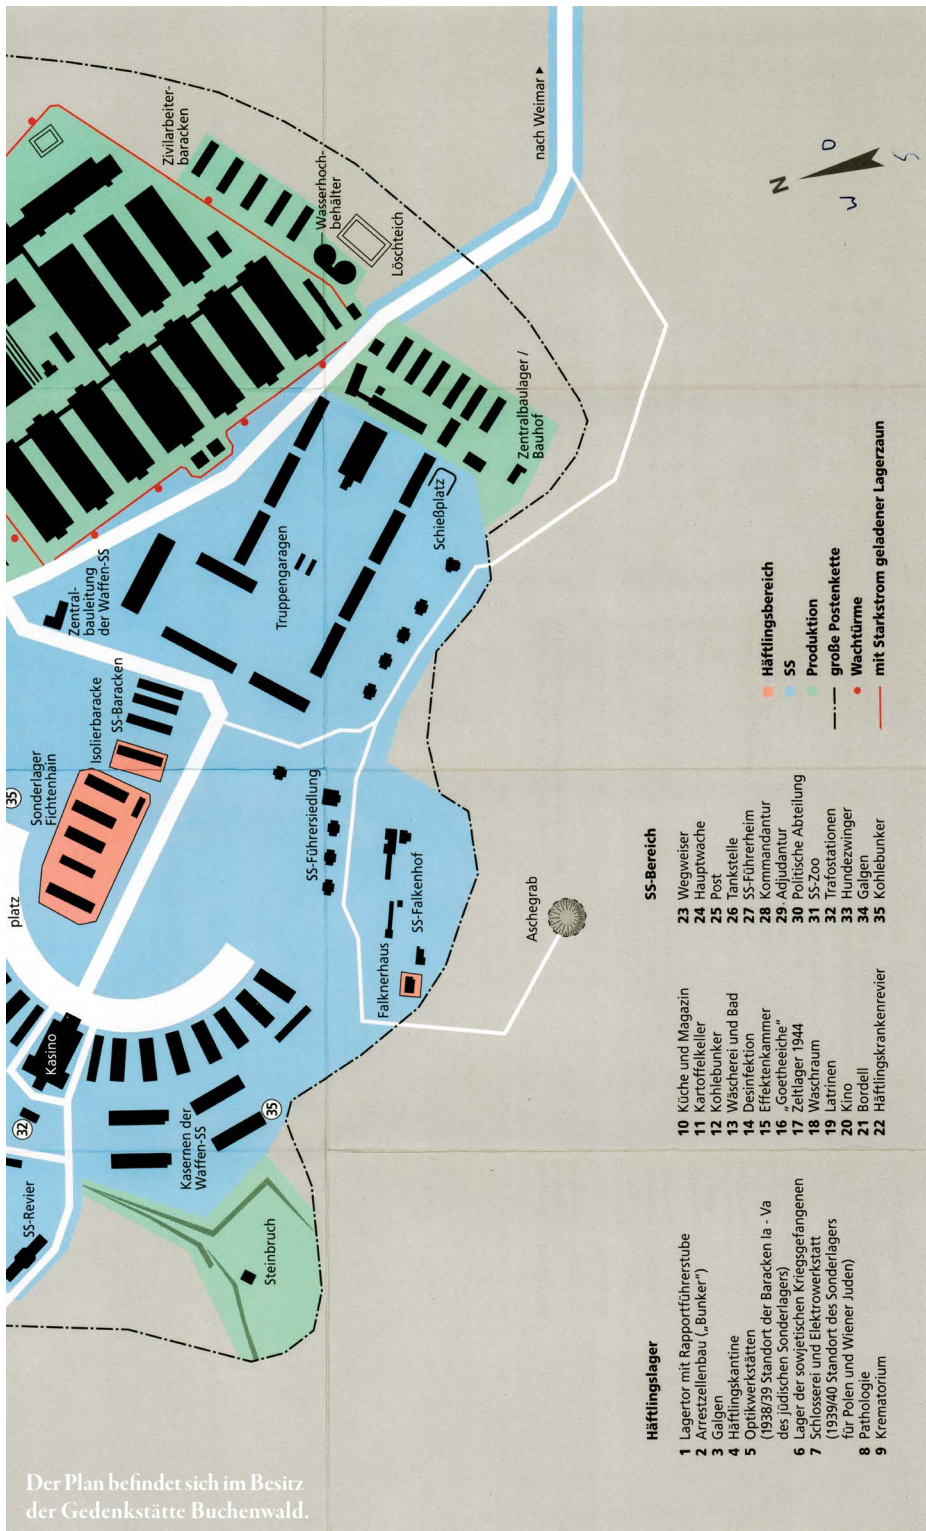 nach Weimar ▶
Zivilarbeiter-
baracken
Wasserhoch-
behälter
Löschteich
N
O
W
S
Zentralbaulager /
Bauhof
Schießplatz
Truppengaragen
Zentral-
bauleitung
der Waffen-SS
SS-Baracken
Isolierbaracke
Sonderlager
Fichtenhain
35
platz
SS-Führersiedlung
SS-Falkenhof
Falknerhaus
Aschegrab
Kasino
32
35
Kasernen der
Waffen-SS
SS-Revier
Steinbruch
Häftlingslager
1 Lagertor mit Rapportführerstube
2 Arrestzellenbau („Bunker“)
3 Galgen
4 Häftlingskantine
5 Optikwerkstätten
(1938/39 Standort der Baracken Ia - Va
des jüdischen Sonderlagers)
6 Lager der sowjetischen Kriegsgefangenen
7 Schlosserei und Elektrowerkstatt
(1939/40 Standort des Sonderlagers
für Polen und Wiener Juden)
8 Pathologie
9 Krematorium
10 Küche und Magazin
11 Kartoffelkeller
12 Kohlebunker
13 Wäscherei und Bad
14 Desinfektion
15 Effektenkammer
16 „Goetheeiche“
17 Zeltlager 1944
18 Waschraum
19 Latrinen
20 Kino
21 Bordell
22 Häftlingskrankenrevier
SS-Bereich
23 Wegweiser
24 Hauptwache
25 Post
26 Tankstelle
27 SS-Führerheim
28 Kommandantur
29 Adjudantur
30 Politische Abteilung
31 SS-Zoo
32 Trafostationen
33 Hundezwinger
34 Galgen
35 Kohlebunker
Häftlingsbereich
SS
Produktion
große Postenkette
Wachtürme
mit Starkstrom geladener Lagerzaun
Der Plan befindet sich im Besitz
der Gedenkstätte Buchenwald.